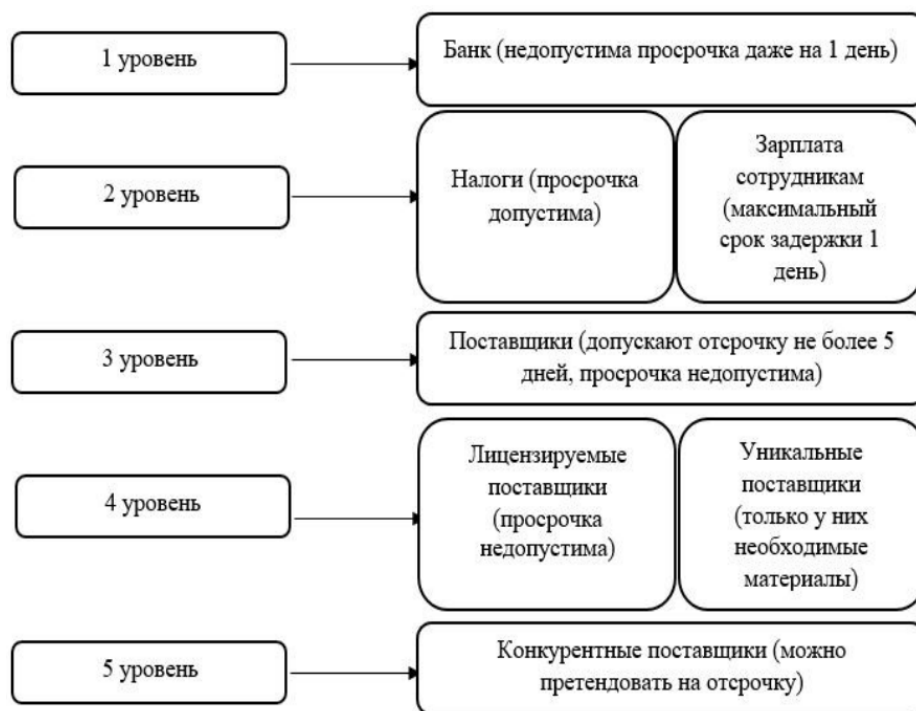 1 уровень
Банк (недопустима просрочка даже на 1 день)
2 уровень
Налоги (просрочка
допустима)
Зарплата
сотрудникам
(максимальный
срок задержки 1
день)
3 уровень
Поставщики (допускают отсрочку не более 5
дней, просрочка недопустима)
4 уровень
Лицензируемые
поставщики
(просрочка
недопустима)
Уникальные
поставщики
(только у них
необходимые
материалы)
5 уровень
Конкурентные поставщики (можно
претендовать на отсрочку)